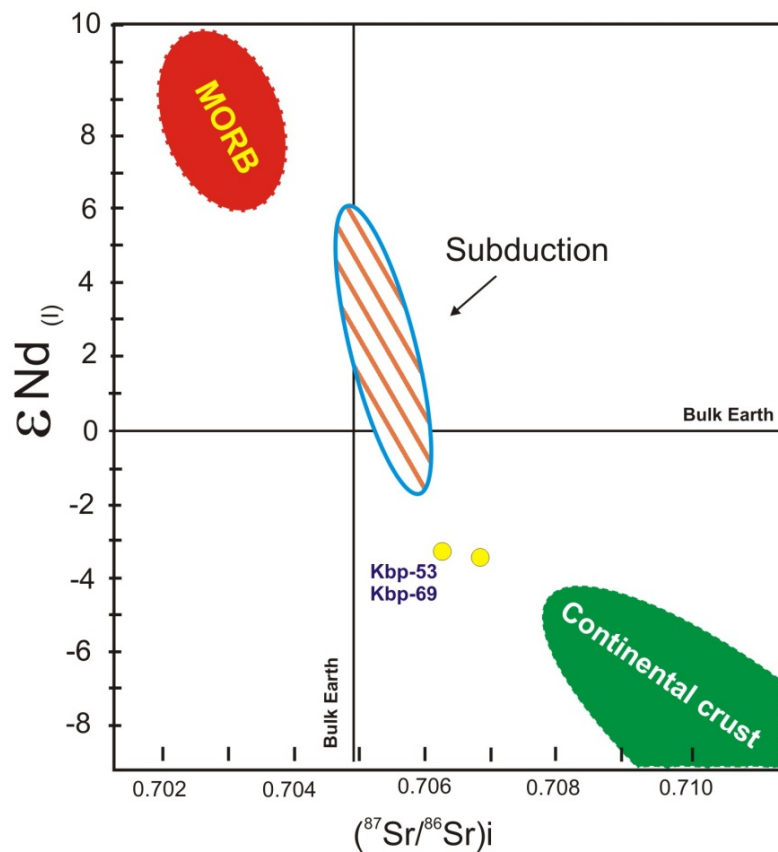 10
8
6
4
2
0
-2
-4
-6
-8
εNd (I)
MORB
Subduction
Bulk Earth
Kbp-53
Kbp-69
Continental crust
Bulk Earth
0.702
0.704
0.706
0.708
0.710
(⁸⁷Sr/⁸⁶Sr)i